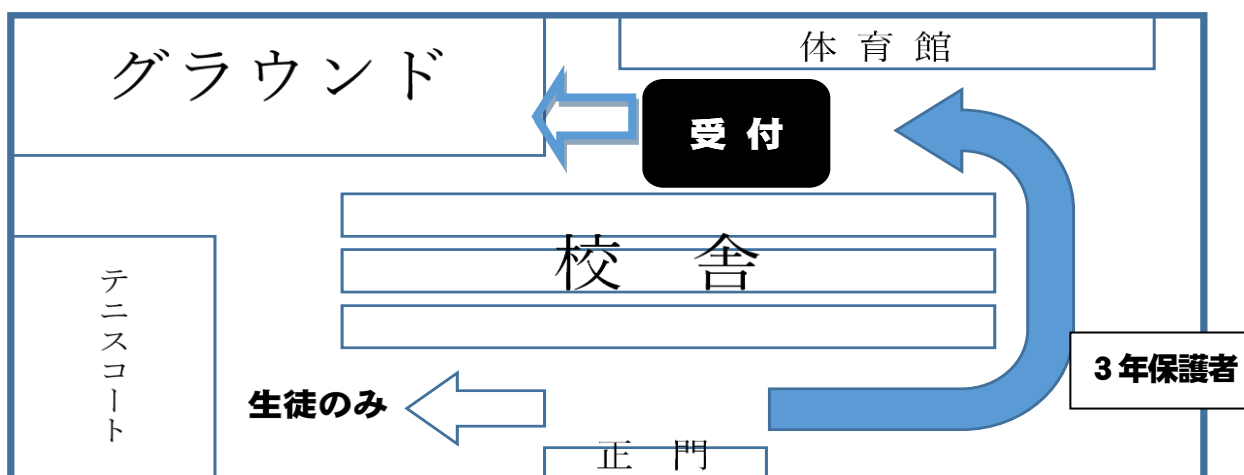 体育館
グラウンド
受付
校舎
テニスコート
3年保護者
生徒のみ
正門